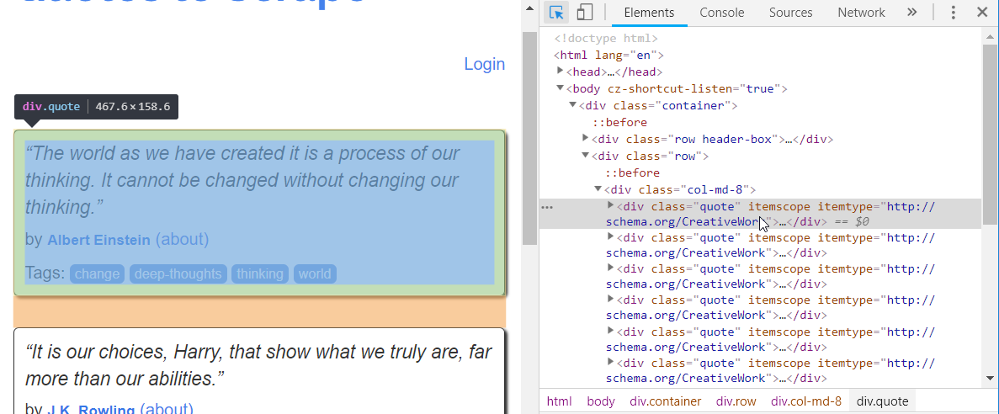 Quotes to Scrape
Login
div.quote 467.6 × 158.6
“The world as we have created it is a process of our
thinking. It cannot be changed without changing our
thinking.”
by Albert Einstein (about)
Tags: change deep-thoughts thinking world
“It is our choices, Harry, that show what we truly are, far
more than our abilities.”
by J.K. Rowling (about)
Elements Console Sources Network »
<!doctype html>
<html lang="en">
<head>…</head>
<body cz-shortcut-listen="true">
<div class="container">
::before
<div class="row header-box">…</div>
<div class="row">
::before
<div class="col-md-8">
<div class="quote" itemscope itemtype="http://
schema.org/CreativeWork">…</div> == $0
<div class="quote" itemscope itemtype="http://
schema.org/CreativeWork">…</div>
<div class="quote" itemscope itemtype="http://
schema.org/CreativeWork">…</div>
<div class="quote" itemscope itemtype="http://
schema.org/CreativeWork">…</div>
<div class="quote" itemscope itemtype="http://
schema.org/CreativeWork">…</div>
<div class="quote" itemscope itemtype="http://
schema.org/CreativeWork">…</div>
html body div.container div.row div.col-md-8 div.quote